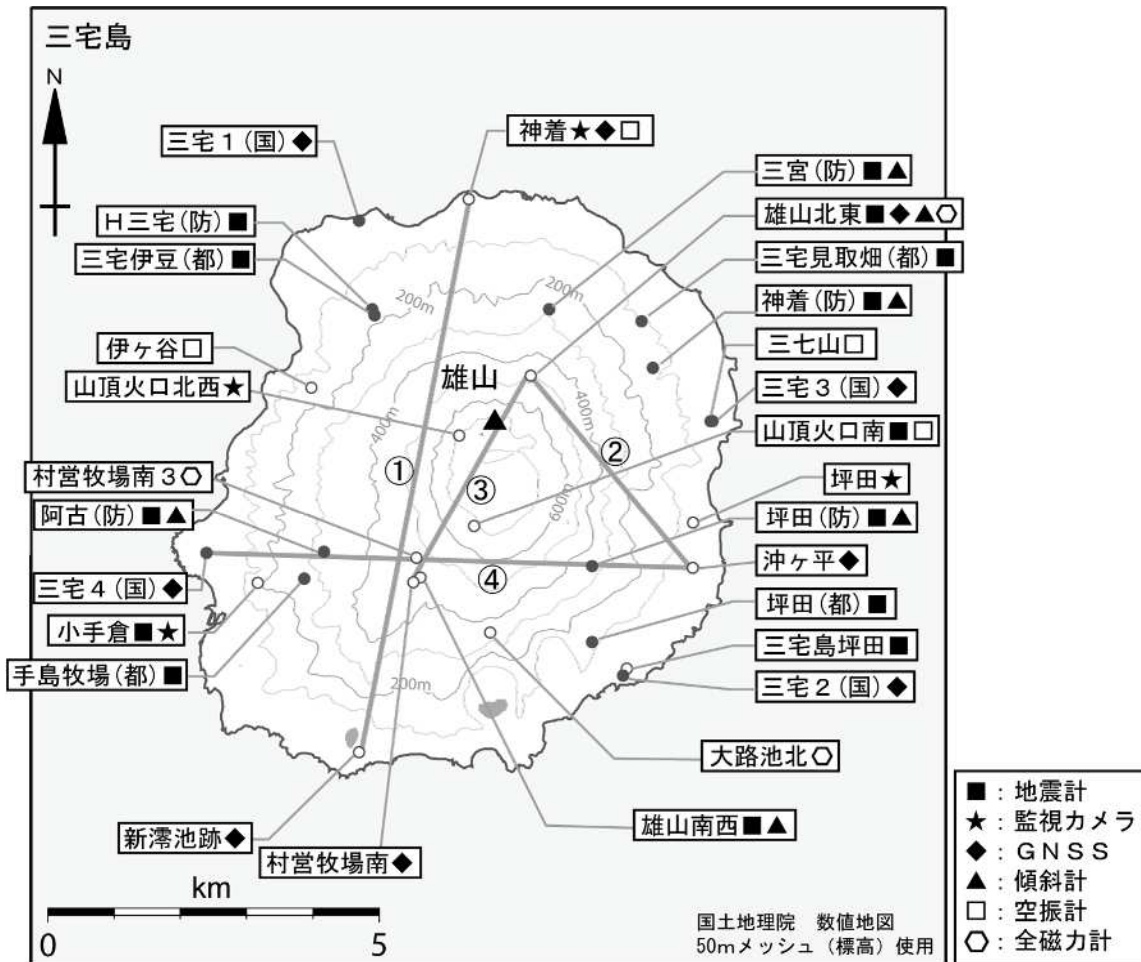 三宅島
N
神着★◆□
三宅1(国)◆
三宮(防)■▲
H三宅(防)■
雄山北東■◆▲⬡
三宅伊豆(都)■
三宅見取畑(都)■
200m
200m
神着(防)■▲
伊ヶ谷□
三七山□
雄山
山頂火口北西★
三宅3(国)◆
400m
400m
山頂火口南■□
①
②
村営牧場南3⬡
③
坪田★
阿古(防)■▲
600m
坪田(防)■▲
沖ヶ平◆
④
三宅4(国)◆
坪田(都)■
小手倉■★
三宅島坪田■
手島牧場(都)■
200m
三宅2(国)◆
大路池北⬡
新澪池跡◆
雄山南西■▲
村営牧場南◆
km
0
5
国土地理院 数値地図
50mメッシュ(標高)使用
■:地震計
★:監視カメラ
◆:GNSS
▲:傾斜計
□:空振計
⬡:全磁力計